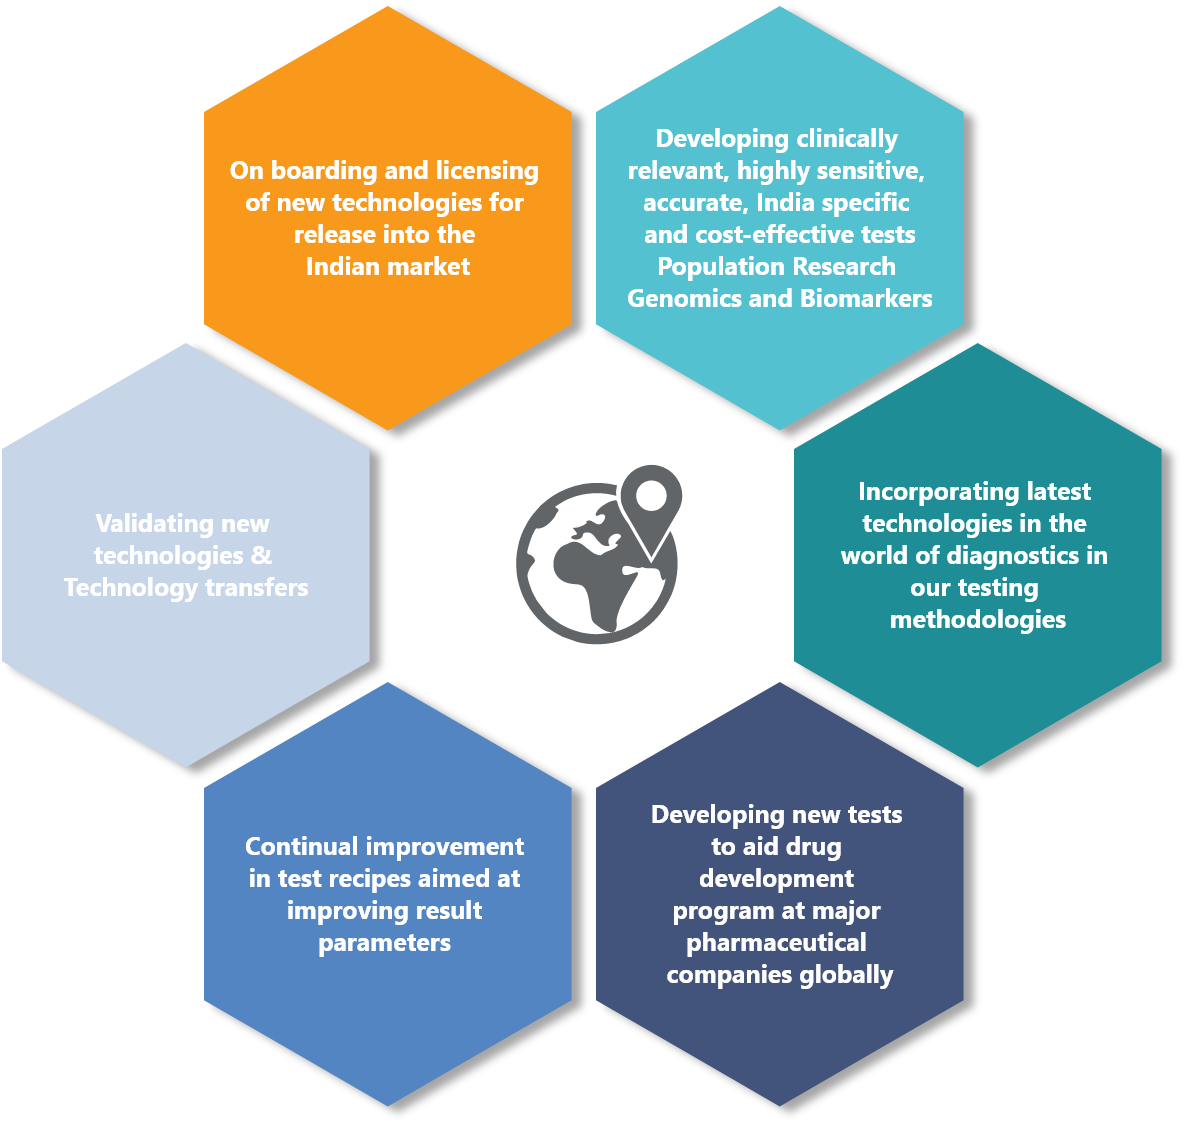 On boarding and licensing
of new technologies for
release into the
Indian market
Developing clinically
relevant, highly sensitive,
accurate, India specific
and cost-effective tests
Population Research
Genomics and Biomarkers
Validating new
technologies &
Technology transfers
Incorporating latest
technologies in the
world of diagnostics in
our testing
methodologies
Continual improvement
in test recipes aimed at
improving result
parameters
Developing new tests
to aid drug
development
program at major
pharmaceutical
companies globally